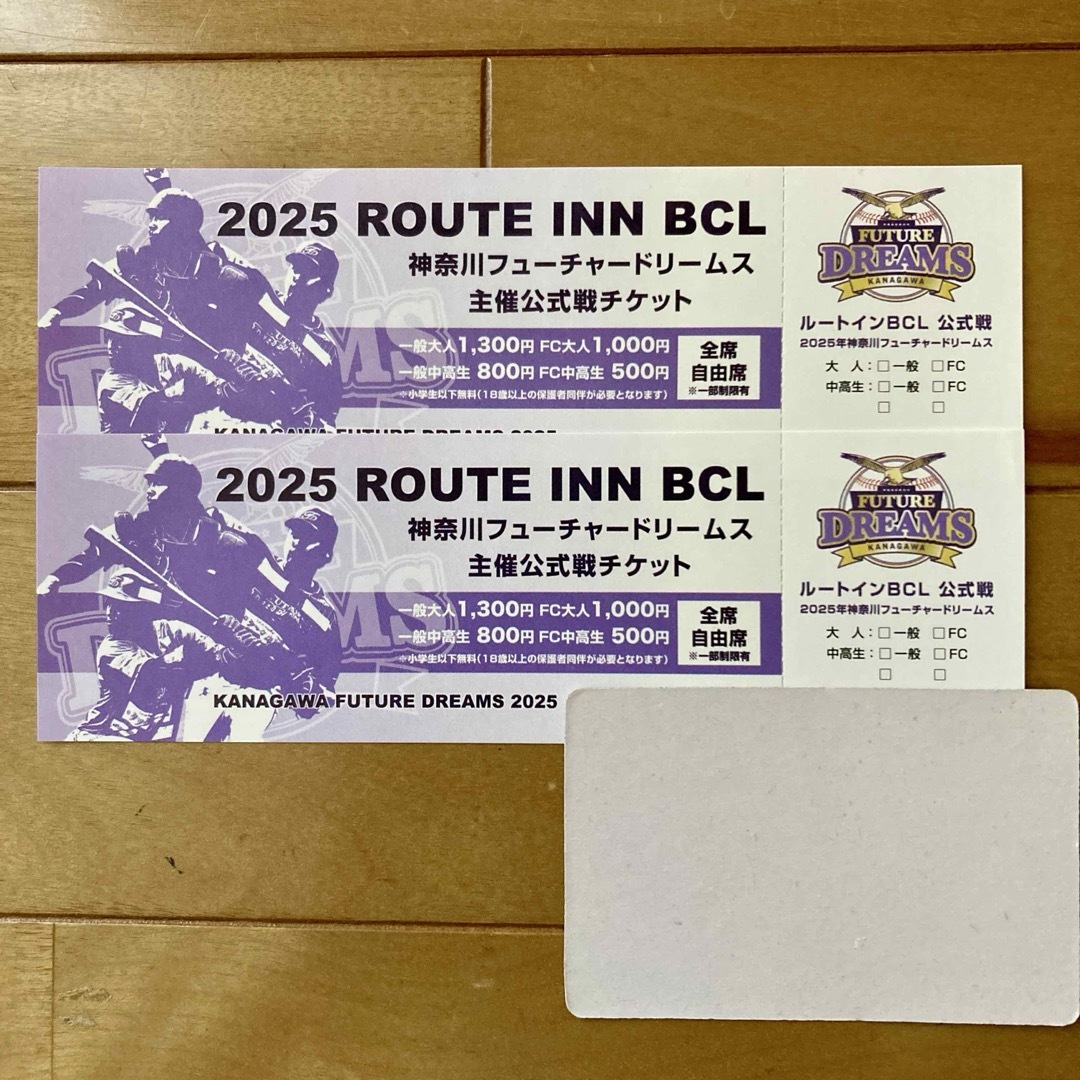 2025 ROUTE INN BCL
神奈川フューチャードリームス
主催公式戦チケット
一般大人1,300円 FC大人1,000円
一般中高生 800円 FC中高生 500円
※小学生以下無料(18歳以上の保護者同伴が必要となります)
全席
自由席
※一部制限有
KANAGAWA FUTURE DREAMS 2025
FUTURE
DREAMS
KANAGAWA
ルートインBCL 公式戦
2025年神奈川フューチャードリームス
大 人：□一般 □FC
中高生：□一般 □FC
□ □
2025 ROUTE INN BCL
神奈川フューチャードリームス
主催公式戦チケット
一般大人1,300円 FC大人1,000円
一般中高生 800円 FC中高生 500円
※小学生以下無料(18歳以上の保護者同伴が必要となります)
全席
自由席
※一部制限有
KANAGAWA FUTURE DREAMS 2025
FUTURE
DREAMS
KANAGAWA
ルートインBCL 公式戦
2025年神奈川フューチャードリームス
大 人：□一般 □FC
中高生：□一般 □FC
□ □